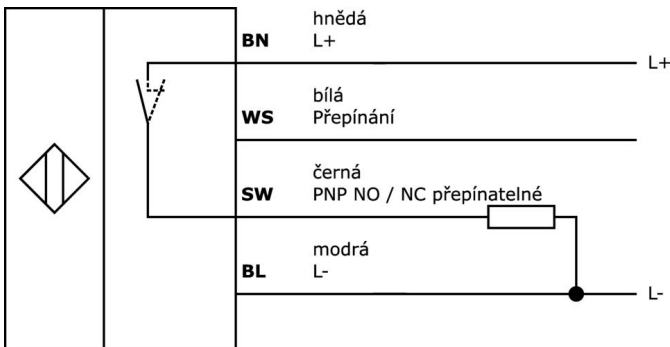 hnědá
BN L+
L+
bílá
WS Přepínání
černá
SW PNP NO / NC přepínatelné
modrá
BL L-
L-